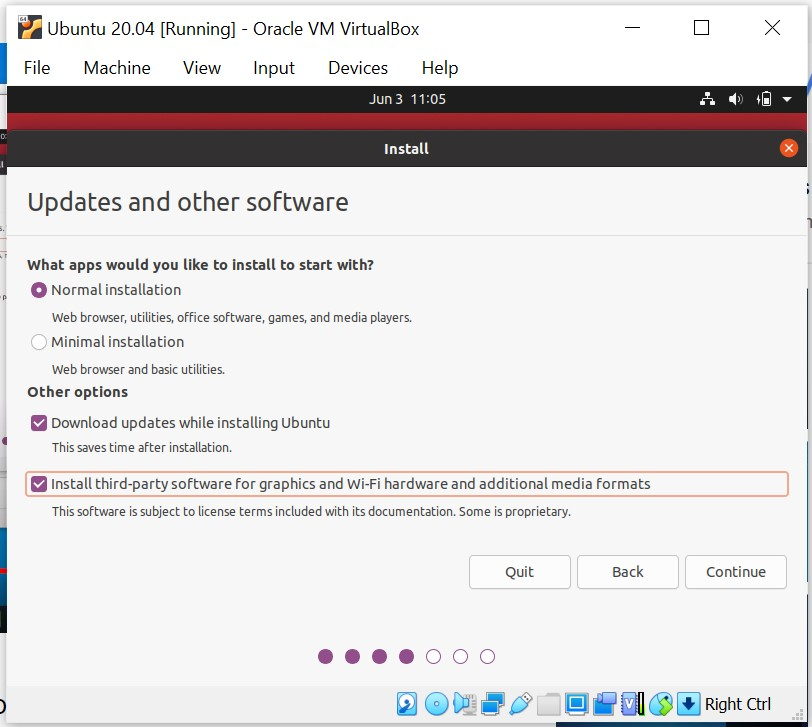 Ubuntu 20.04 [Running] - Oracle VM VirtualBox
File Machine View Input Devices Help
Jun 3 11:05
Install
Updates and other software
What apps would you like to install to start with?
Normal installation
Web browser, utilities, office software, games, and media players.
Minimal installation
Web browser and basic utilities.
Other options
Download updates while installing Ubuntu
This saves time after installation.
Install third-party software for graphics and Wi-Fi hardware and additional media formats
This software is subject to license terms included with its documentation. Some is proprietary.
Quit Back Continue
Right Ctrl